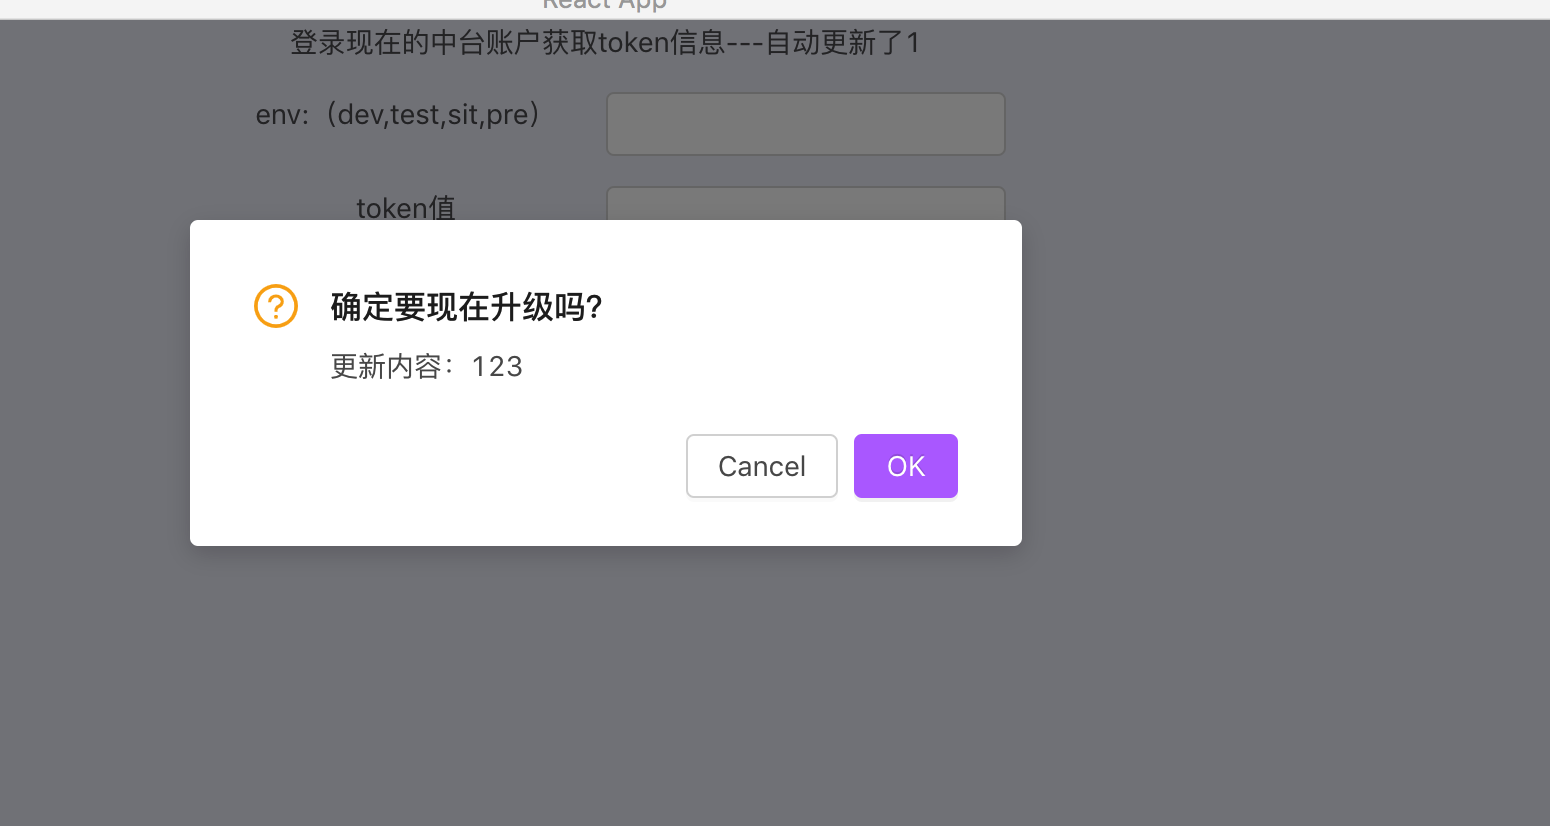 React App
登录现在的中台账户获取token信息---自动更新了1
env:（dev,test,sit,pre）
token值
确定要现在升级吗?
更新内容： 123
Cancel
OK